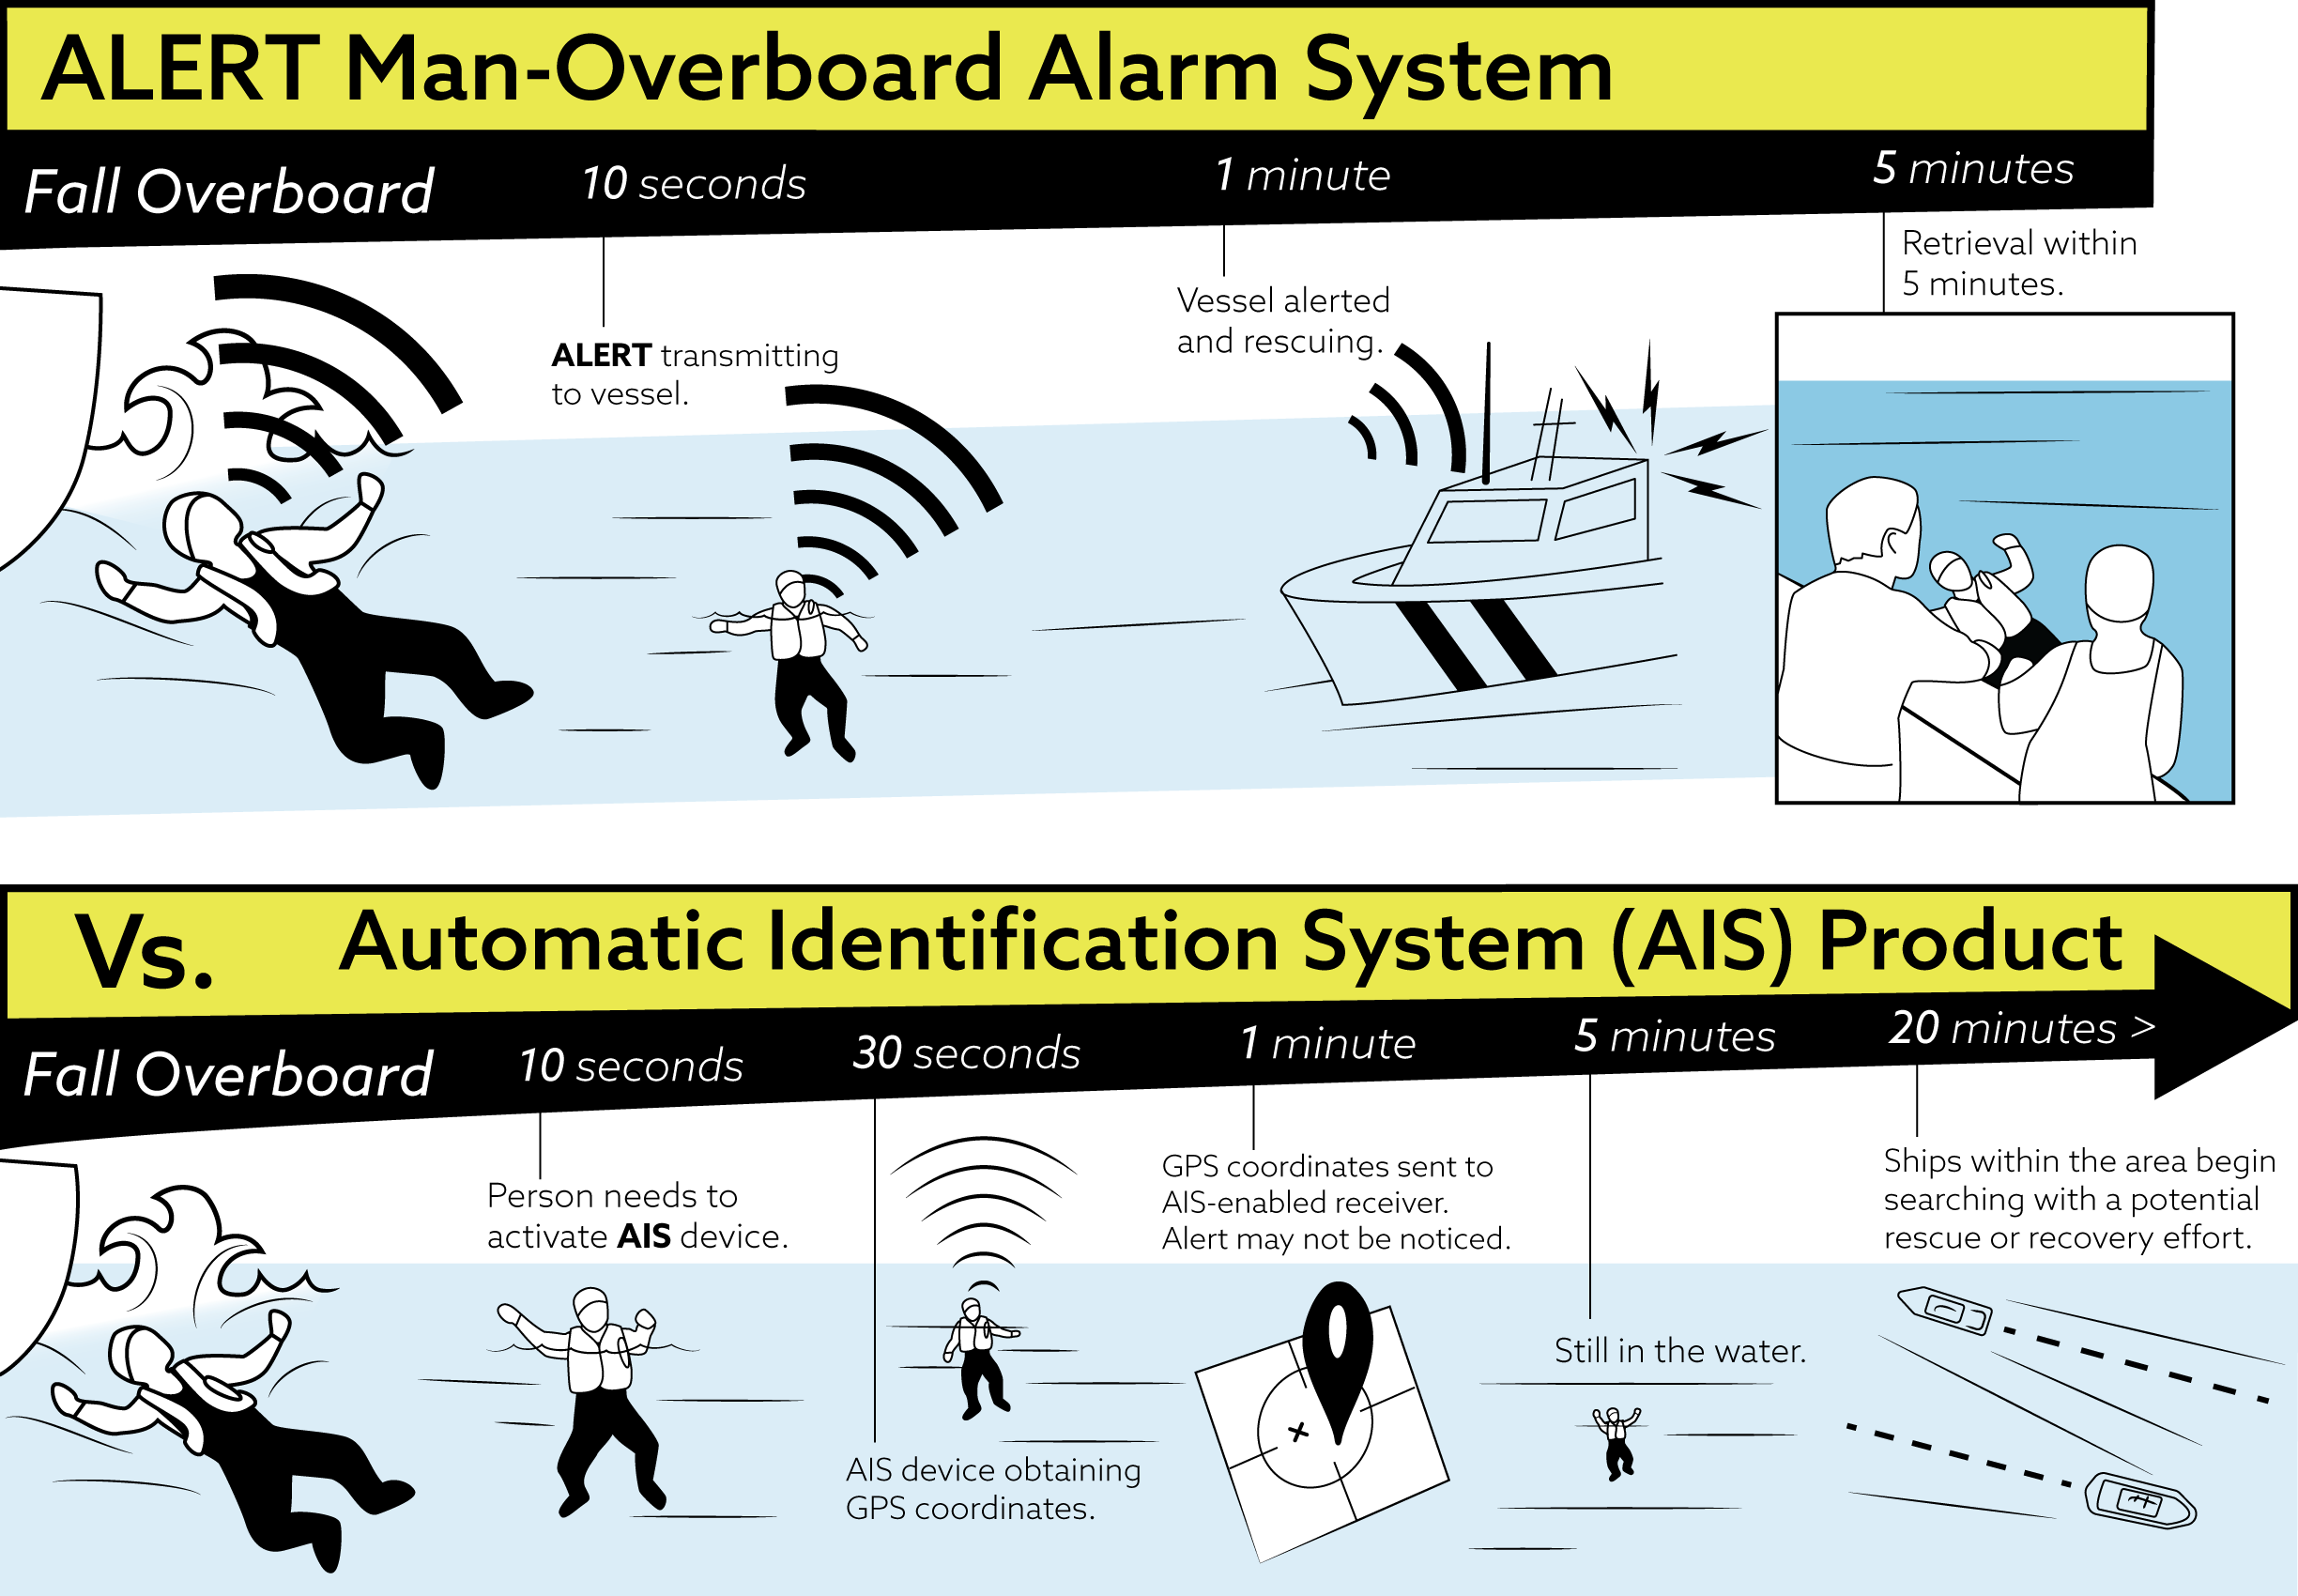 ALERT Man-Overboard Alarm System
Fall Overboard
10 seconds
1 minute
5 minutes
ALERT transmitting
to vessel.
Vessel alerted
and rescuing.
Retrieval within
5 minutes.
Vs. Automatic Identification System (AIS) Product
Fall Overboard
10 seconds
30 seconds
1 minute
5 minutes
20 minutes >
Person needs to
activate AIS device.
AIS device obtaining
GPS coordinates.
GPS coordinates sent to
AIS-enabled receiver.
Alert may not be noticed.
Still in the water.
Ships within the area begin
searching with a potential
rescue or recovery effort.